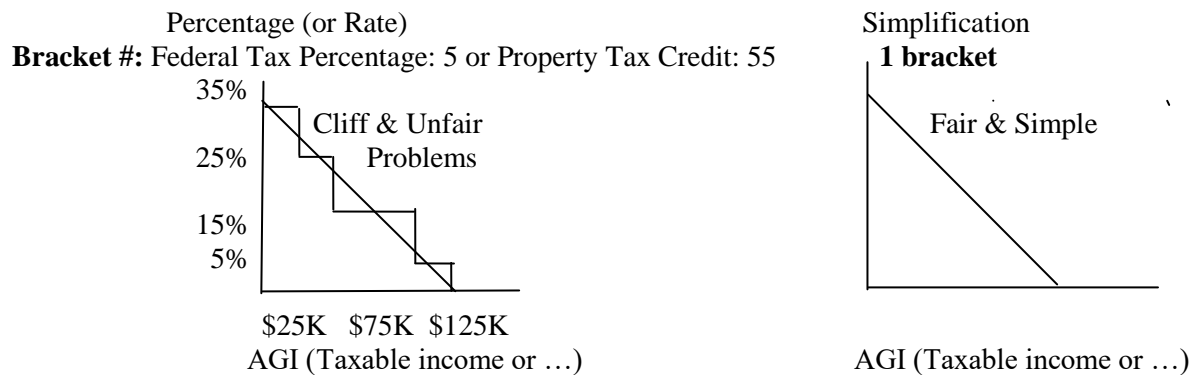 Percentage (or Rate) Simplification
Bracket #: Federal Tax Percentage: 5 or Property Tax Credit: 55 1 bracket
35%
Cliff & Unfair Fair & Simple
25% Problems
15%
5%
$25K $75K $125K
AGI (Taxable income or …) AGI (Taxable income or …)